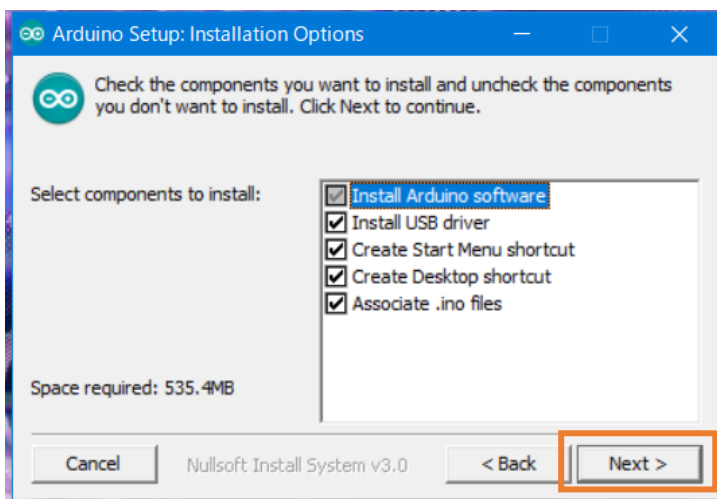 Arduino Setup: Installation Options
Check the components you want to install and uncheck the components
you don't want to install. Click Next to continue.
Select components to install:
Install Arduino software
Install USB driver
Create Start Menu shortcut
Create Desktop shortcut
Associate .ino files
Space required: 535.4MB
Cancel
Nullsoft Install System v3.0
< Back
Next >